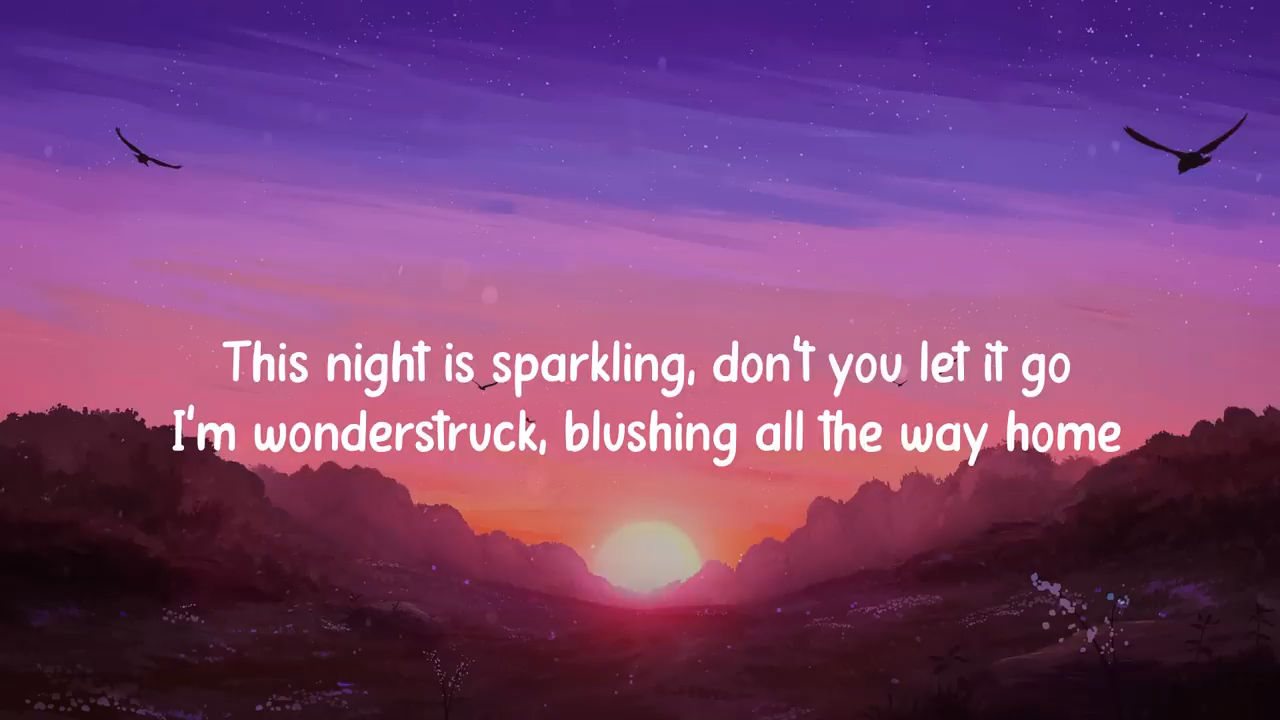 This night is sparkling, don't you let it go
I'm wonderstruck, blushing all the way home